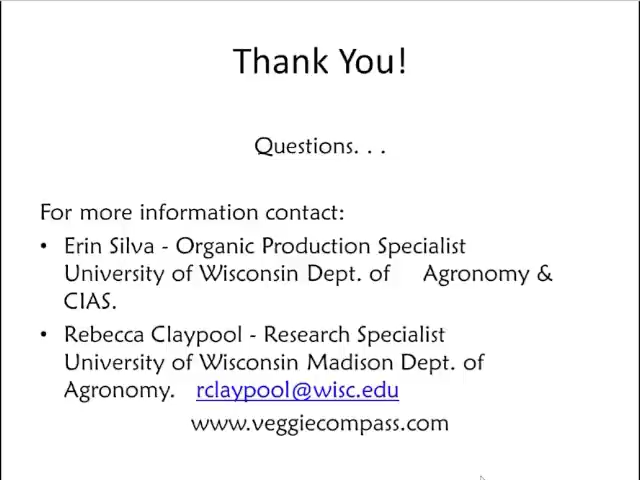 Thank You!
Questions. . .
For more information contact:
• Erin Silva - Organic Production Specialist
University of Wisconsin Dept. of Agronomy &
CIAS.
• Rebecca Claypool - Research Specialist
University of Wisconsin Madison Dept. of
Agronomy. rclaypool@wisc.edu
www.veggiecompass.com